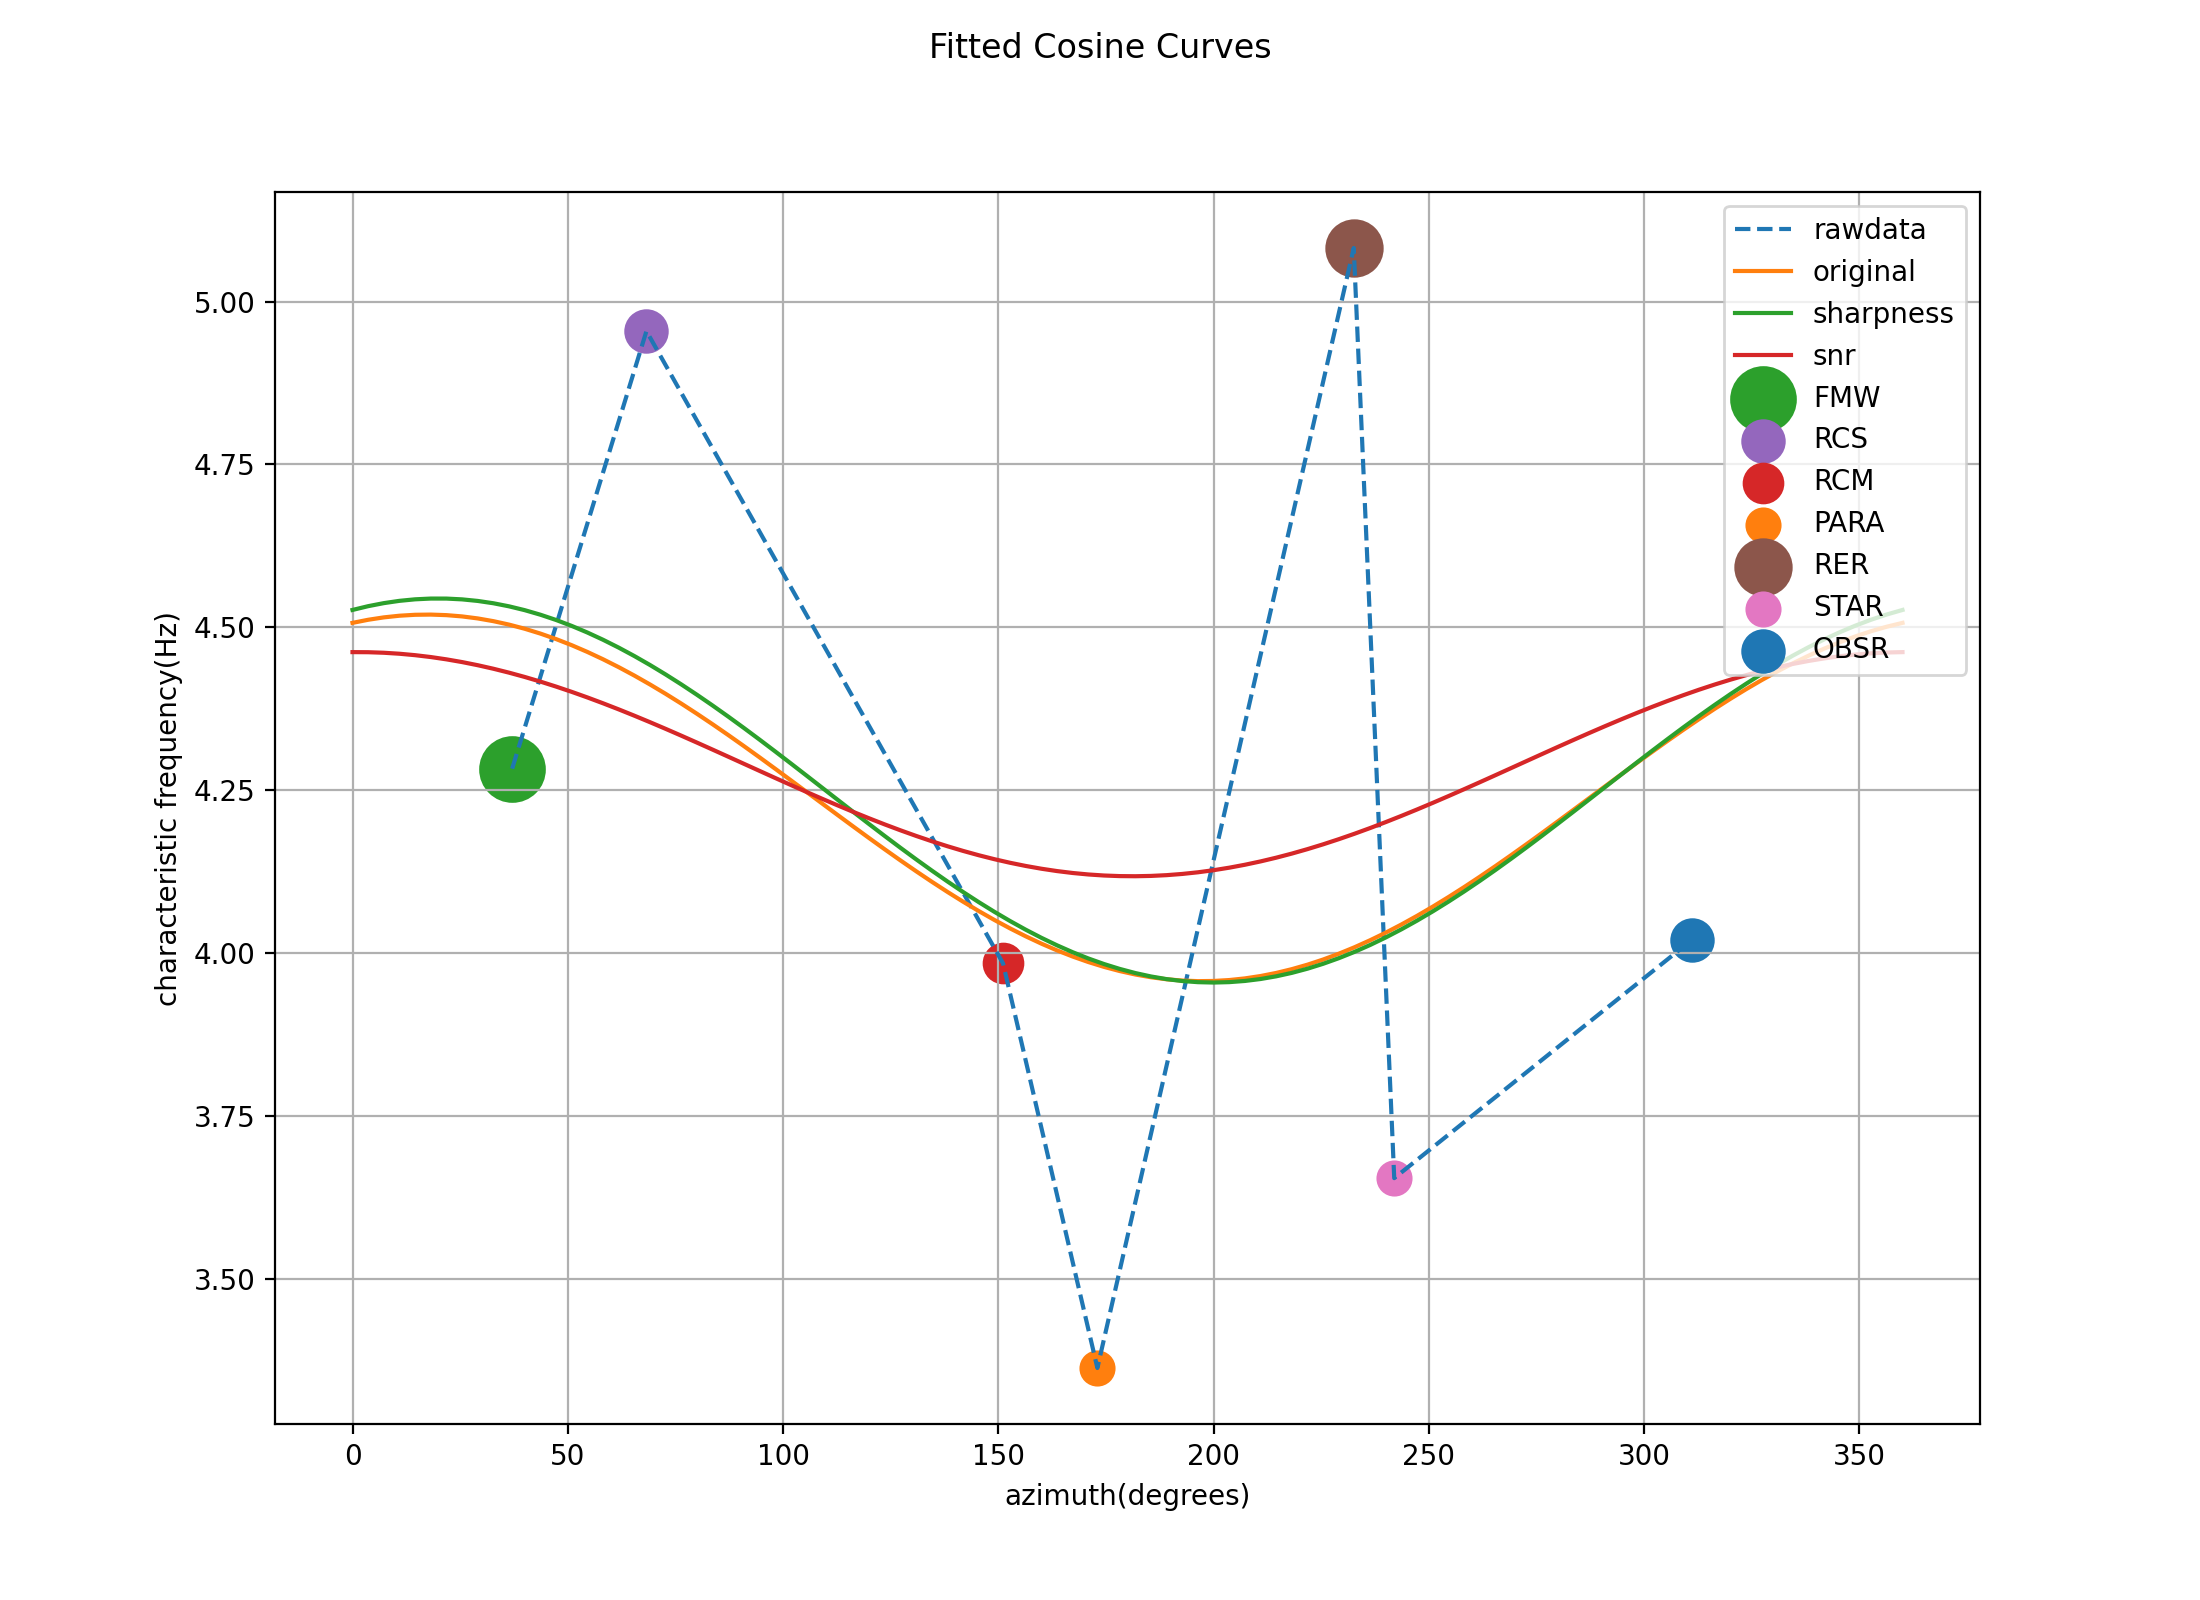 Fitted Cosine Curves
rawdata
original
sharpness
snr
FMW
RCS
RCM
PARA
RER
STAR
OBSR
characteristic frequency(Hz)
5.00
4.75
4.50
4.25
4.00
3.75
3.50
0 50 100 150 200 250 300 350
azimuth(degrees)